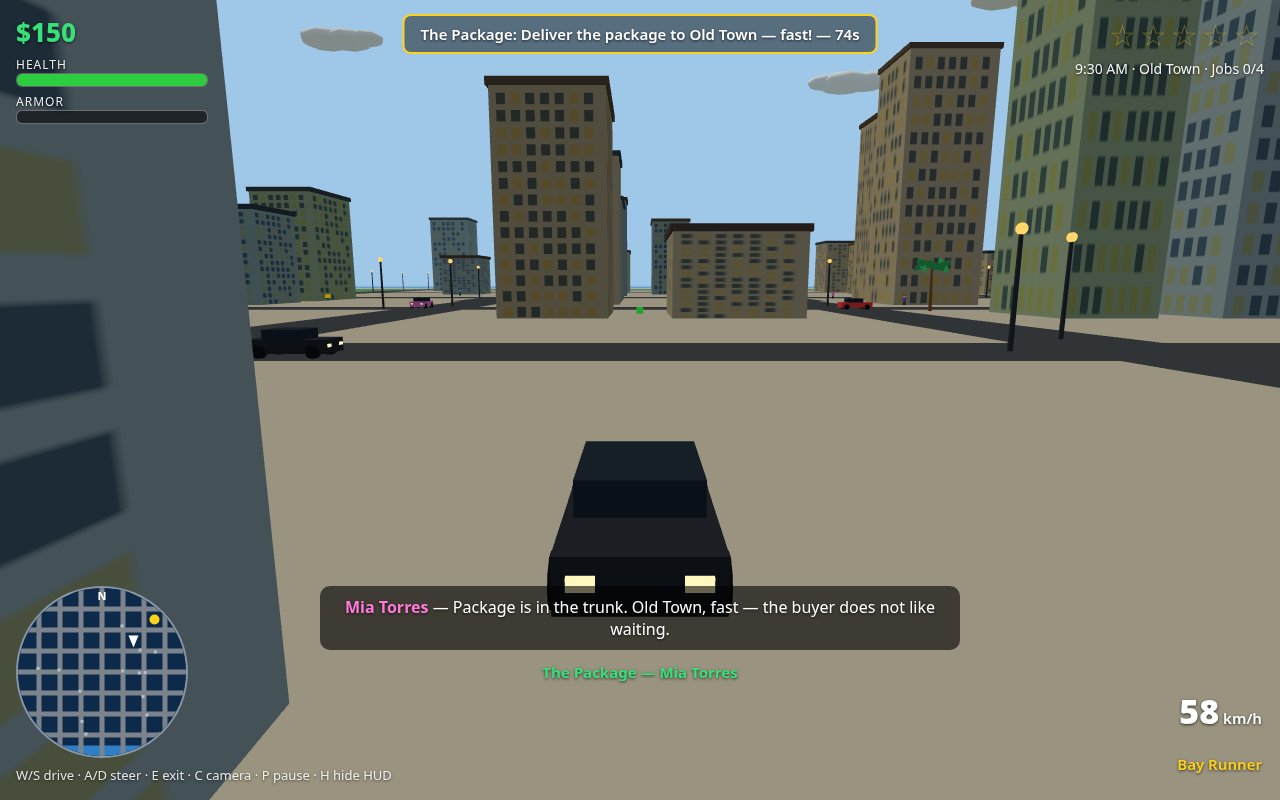 $150
HEALTH
ARMOR
The Package: Deliver the package to Old Town — fast! — 74s
☆☆☆☆☆
9:30 AM · Old Town · Jobs 0/4
N
Mia Torres — Package is in the trunk. Old Town, fast — the buyer does not like
waiting.
The Package — Mia Torres
58 km/h
Bay Runner
W/S drive · A/D steer · E exit · C camera · P pause · H hide HUD